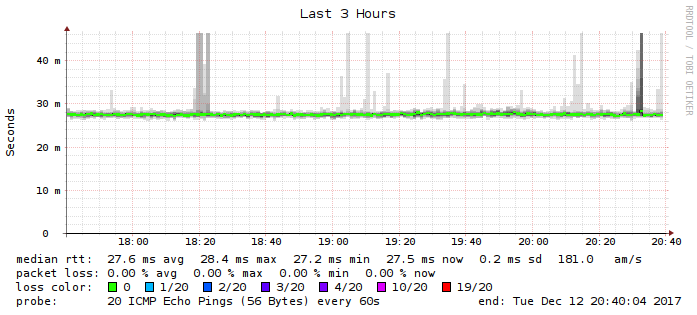 Last 3 Hours
RRDTOOL / TOBI OETIKER
Seconds
40 m
30 m
20 m
10 m
0
18:00 18:20 18:40 19:00 19:20 19:40 20:00 20:20 20:40
median rtt: 27.6 ms avg 28.4 ms max 27.2 ms min 27.5 ms now 0.2 ms sd 181.0 am/s
packet loss: 0.00 % avg 0.00 % max 0.00 % min 0.00 % now
loss color: 0 1/20 2/20 3/20 4/20 10/20 19/20
probe: 20 ICMP Echo Pings (56 Bytes) every 60s end: Tue Dec 12 20:40:04 2017